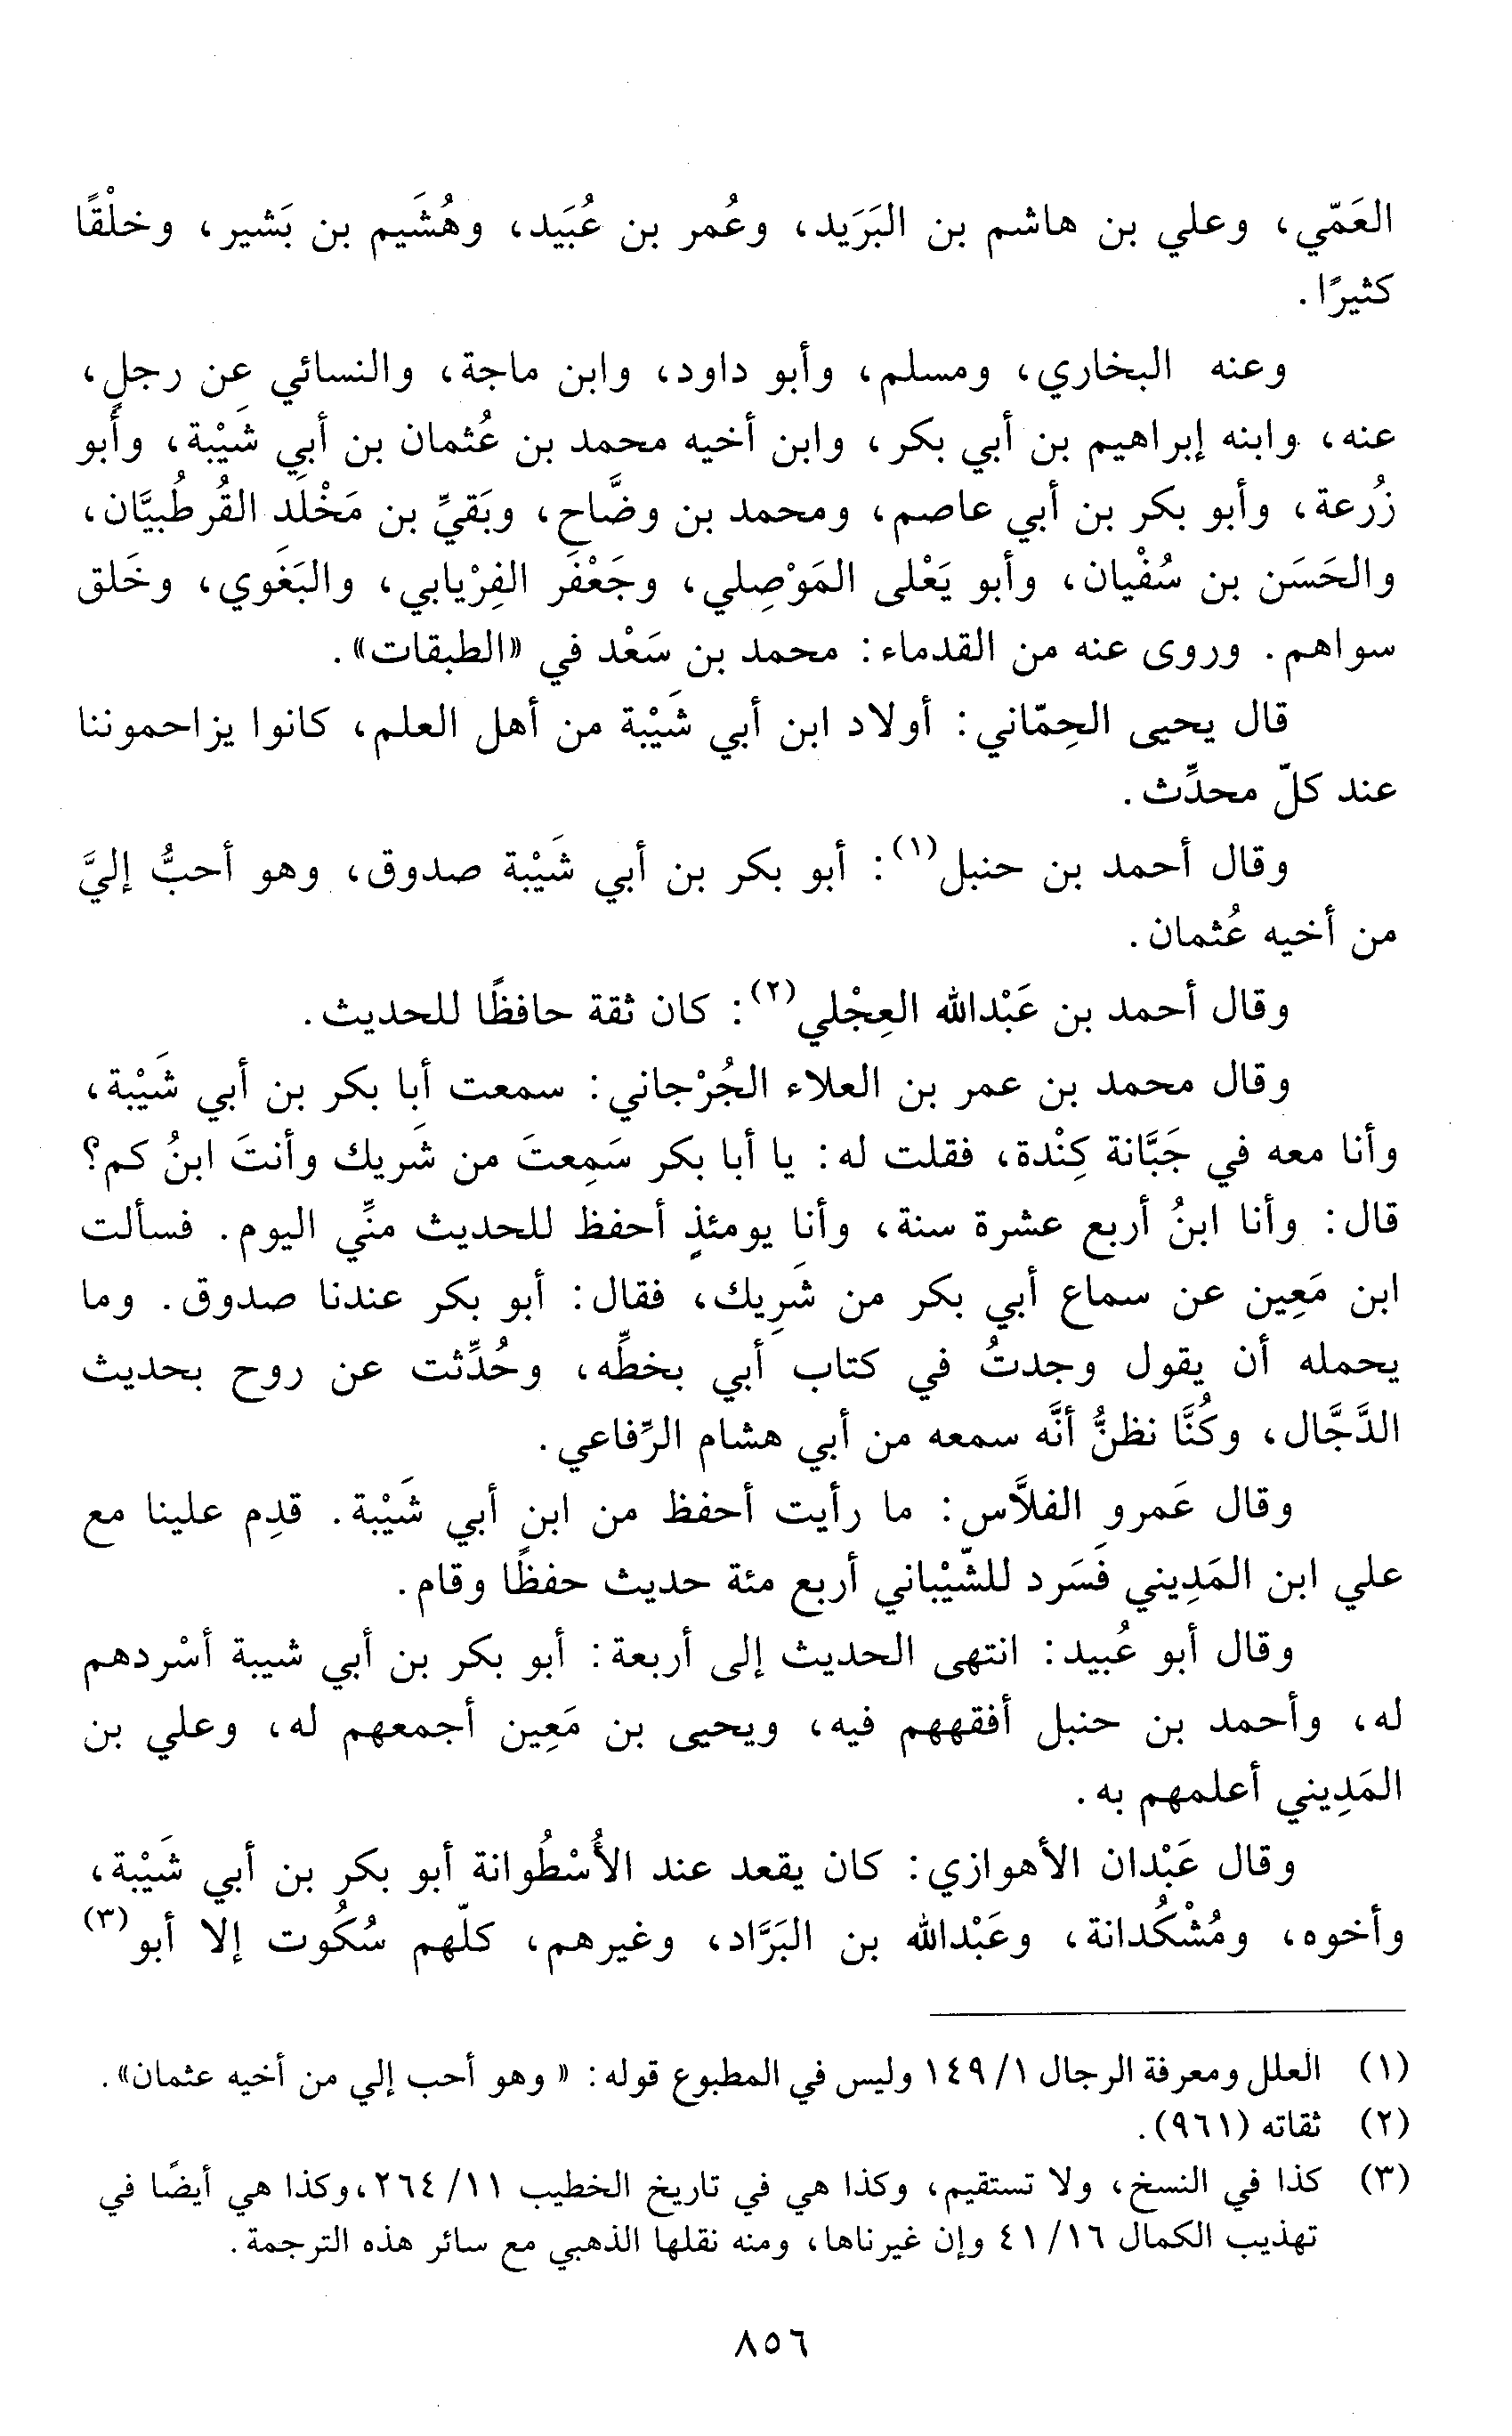 العَمّي، وعلي بن هاشم بن البَرَيد، وعُمر بن عُبَيد، وهُشَيم بن بَشير، وخلْقًا
كثيرًا.
وعنه البخاري، ومسلم، وأبو داود، وابن ماجة، والنسائي عن رجلٍ،
عنه، وابنه إبراهيم بن أبي بكر، وابن أخيه محمد بن عُثمان بن أبي شَيْبة، وأبو
زُرعة، وأبو بكر بن أبي عاصم، ومحمد بن وضَّاح، وبَقيِّ بن مَخْلَد القُرطُبيَّان،
والحَسَن بن سُفْيان، وأبو يَعْلى المَوْصِلي، وجَعْفَر الفِرْيابي، والبَغَوي، وخَلق
سواهم. وروى عنه من القدماء: محمد بن سَعْد في «الطبقات».
قال يحيى الحِمّاني: أولاد ابن أبي شَيْبة من أهل العلم، كانوا يزاحموننا
عند كلّ محدِّث.
وقال أحمد بن حنبل(١): أبو بكر بن أبي شَيْبة صدوق، وهو أحبُّ إليَّ
من أخيه عُثمان.
وقال أحمد بن عَبْدالله العِجْلي(٢): كان ثقة حافظًا للحديث.
وقال محمد بن عمر بن العلاء الجُرْجاني: سمعت أبا بكر بن أبي شَيْبة،
وأنا معه في جَبَّانة كِنْدة، فقلت له: يا أبا بكر سَمِعتَ من شَريك وأنتَ ابنُ كم؟
قال: وأنا ابنُ أربع عشرة سنة، وأنا يومئذٍ أحفظ للحديث منِّي اليوم. فسألت
ابن مَعِين عن سماع أبي بكر من شَرِيك، فقال: أبو بكر عندنا صدوق. وما
يحمله أن يقول وجدتُ في كتاب أبي بخطِّه، وحُدِّثت عن روح بحديث
الدَّجَّال، وكُنَّا نظنُّ أنَّه سمعه من أبي هشام الرِّفاعي.
وقال عَمرو الفلاَّس: ما رأيت أحفظ من ابن أبي شَيْبة. قدِم علينا مع
علي ابن المَدِيني فَسَرد للشّيْباني أربع مئة حديث حفظًا وقام.
وقال أبو عُبيد: انتهى الحديث إلى أربعة: أبو بكر بن أبي شيبة أسْردهم
له، وأحمد بن حنبل أفقههم فيه، ويحيى بن مَعِين أجمعهم له، وعلي بن
المَدِيني أعلمهم به.
وقال عَبْدان الأهوازي: كان يقعد عند الأُسْطُوانة أبو بكر بن أبي شَيْبة،
وأخوه، ومُشْكُدانة، وعَبْدالله بن البَرَّاد، وغيرهم، كلّهم سُكُوت إلا أبو(٣)
(١) العلل ومعرفة الرجال ١/ ١٤٩ وليس في المطبوع قوله: «وهو أحب إلي من أخيه عثمان».
(٢) ثقاته (٩٦١).
(٣) كذا في النسخ، ولا تستقيم، وكذا هي في تاريخ الخطيب ١١/ ٢٦٤، وكذا هي أيضًا في
تهذيب الكمال ١٦/ ٤١ وإن غيرناها، ومنه نقلها الذهبي مع سائر هذه الترجمة.
٨٥٦